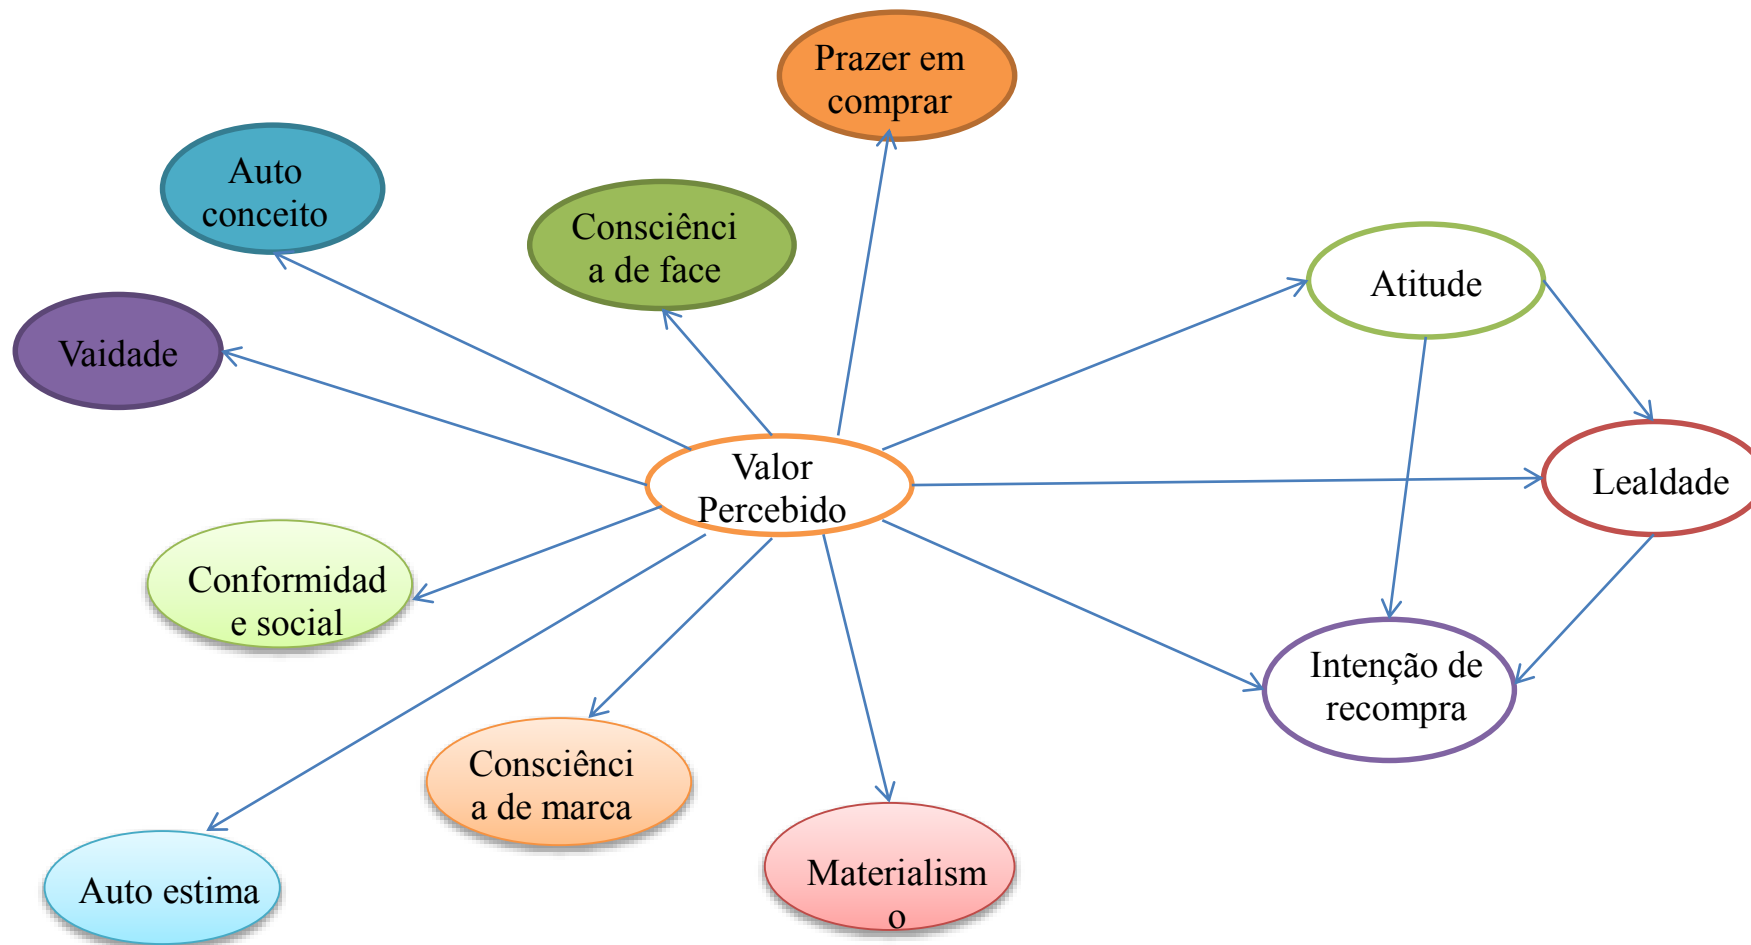 Prazer em
comprar
Auto
conceito
Consciênci
a de face
Atitude
Vaidade
Valor
Percebido
Lealdade
Conformidad
e social
Intenção de
recompra
Consciênci
a de marca
Auto estima
Materialism
o